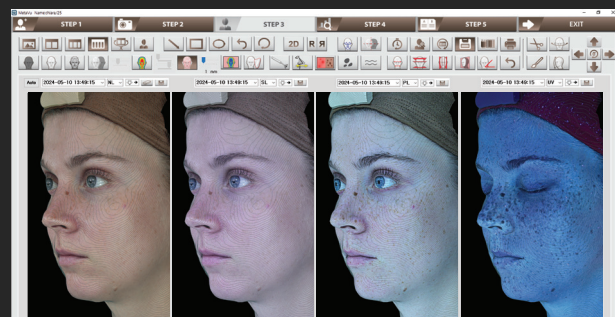 STEP 1 STEP 2 STEP 3 STEP 4 STEP 5 EXIT
2D R Я
1 mm
Auto 2024-05-10 13:49:15 NL 2024-05-10 13:49:15 SL 2024-05-10 13:49:15 PL 2024-05-10 13:49:15 UV